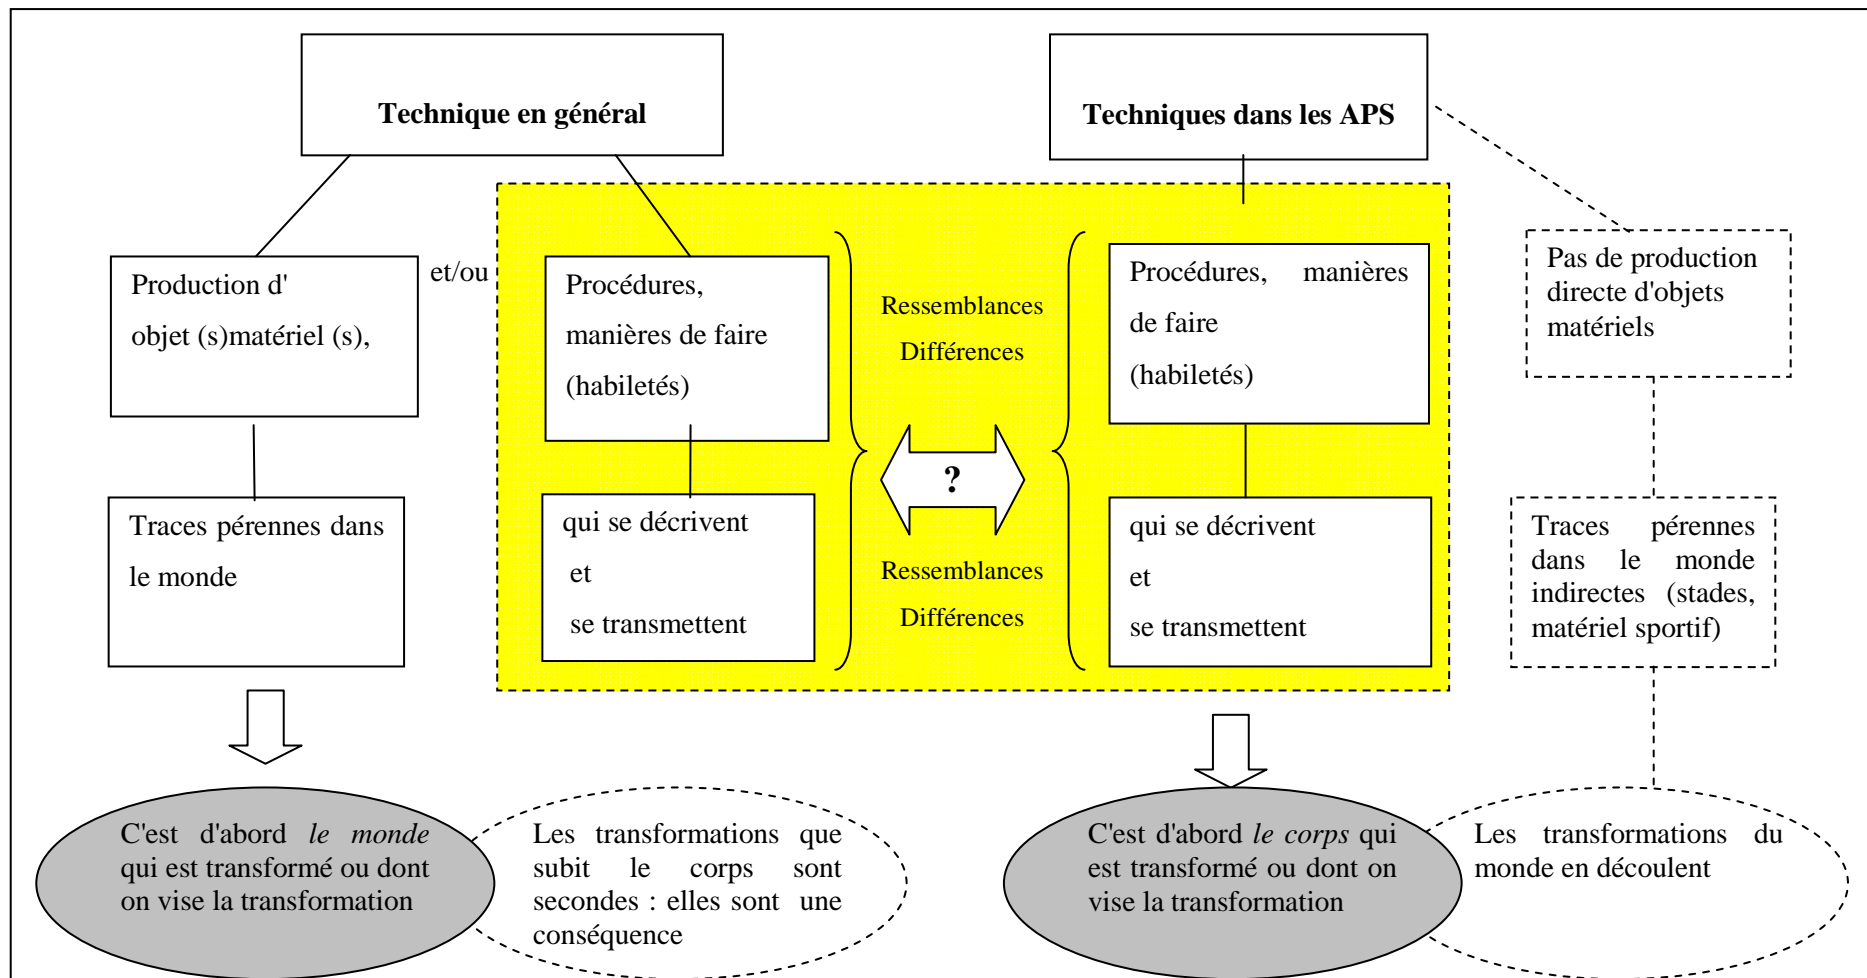 Technique en général
Techniques dans les APS
Production d'
objet (s)matériel (s),
et/ou
Procédures,
manières de faire
(habiletés)
Ressemblances
Différences
Procédures, manières
de faire
(habiletés)
Pas de production
directe d'objets
matériels
?
Traces pérennes dans
le monde
qui se décrivent
et
se transmettent
Ressemblances
Différences
qui se décrivent
et
se transmettent
Traces pérennes
dans le monde
indirectes (stades,
matériel sportif)
C'est d'abord le monde
qui est transformé ou dont
on vise la transformation
Les transformations que
subit le corps sont
secondes : elles sont une
conséquence
C'est d'abord le corps qui
est transformé ou dont on
vise la transformation
Les transformations du
monde en découlent